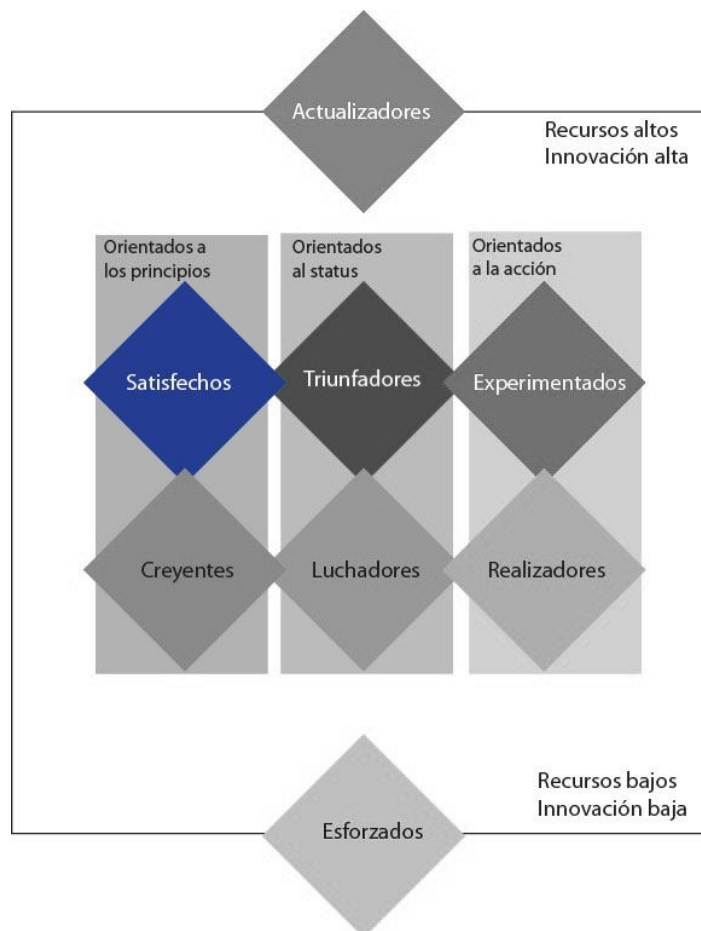 Actualizadores
Recursos altos
Innovación alta
Orientados a
los principios
Orientados
al status
Orientados
a la acción
Satisfechos
Triunfadores
Experimentados
Creyentes
Luchadores
Realizadores
Recursos bajos
Innovación baja
Esforzados